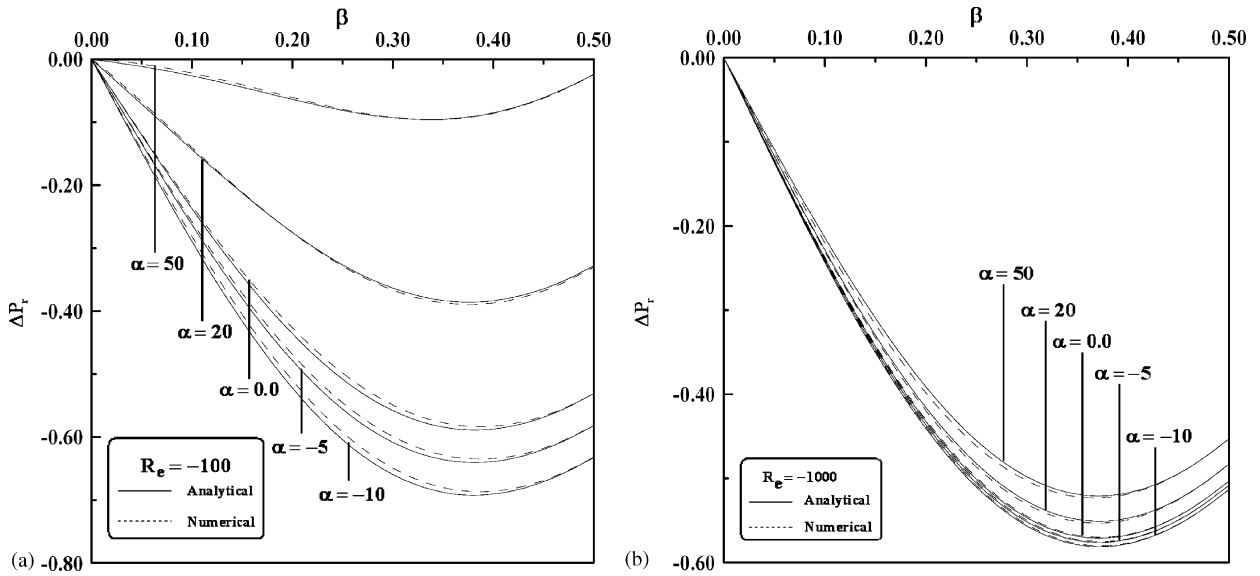 β
0.00 0.10 0.20 0.30 0.40 0.50
0.00
-0.20
-0.40
-0.60
-0.80
ΔPr
α = 50
α = 20
α = 0.0
α = −5
α = −10
Re = −100
Analytical
Numerical
(a)
β
0.00 0.10 0.20 0.30 0.40 0.50
0.00
-0.20
-0.40
-0.60
ΔPr
α = 50
α = 20
α = 0.0
α = −5
α = −10
Re = −1000
Analytical
Numerical
(b)